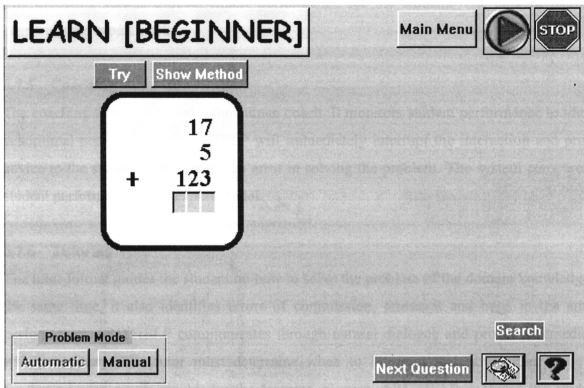 LEARN [BEGINNER]
Main Menu
STOP
Try
Show Method
17
5
+ 123
Problem Mode
Automatic
Manual
Search
Next Question
?